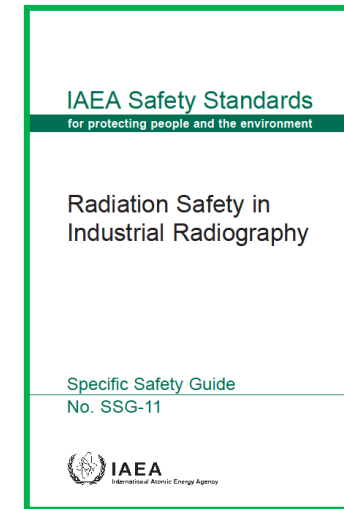 IAEA Safety Standards
for protecting people and the environment
Radiation Safety in
Industrial Radiography
Specific Safety Guide
No. SSG-11
IAEA
International Atomic Energy Agency